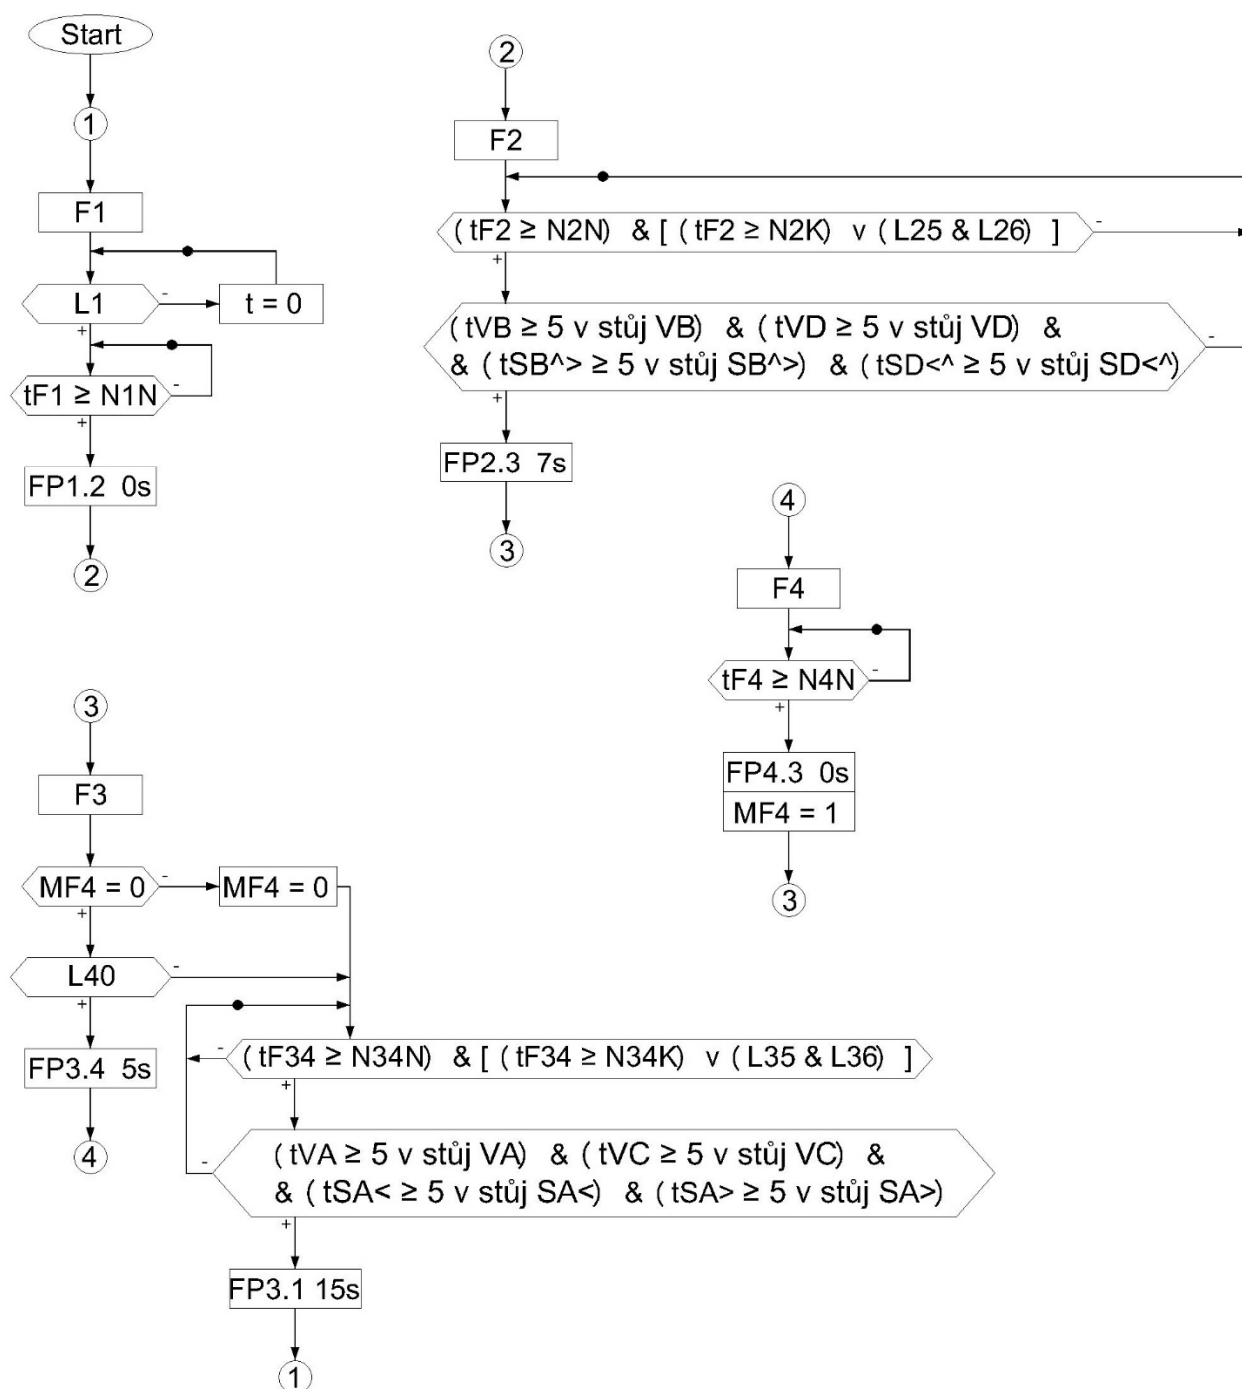 Start
1
F1
L1
-
t = 0
+
tF1 ≥ N1N
-
+
FP1.2 0s
2
2
F2
( tF2 ≥ N2N) & [ ( tF2 ≥ N2K) v ( L25 & L26) ]
-
+
( tVB ≥ 5 v stůj VB) & ( tVD ≥ 5 v stůj VD) &
& ( tSB^> ≥ 5 v stůj SB^>) & ( tSD<^ ≥ 5 v stůj SD<^)
-
+
FP2.3 7s
3
4
F4
tF4 ≥ N4N
-
+
FP4.3 0s
MF4 = 1
3
3
F3
MF4 = 0
-
MF4 = 0
+
L40
-
+
FP3.4 5s
4
-
( tF34 ≥ N34N) & [ ( tF34 ≥ N34K) v ( L35 & L36) ]
+
( tVA ≥ 5 v stůj VA) & ( tVC ≥ 5 v stůj VC) &
-
& ( tSA< ≥ 5 v stůj SA<) & ( tSA> ≥ 5 v stůj SA>)
+
FP3.1 15s
1